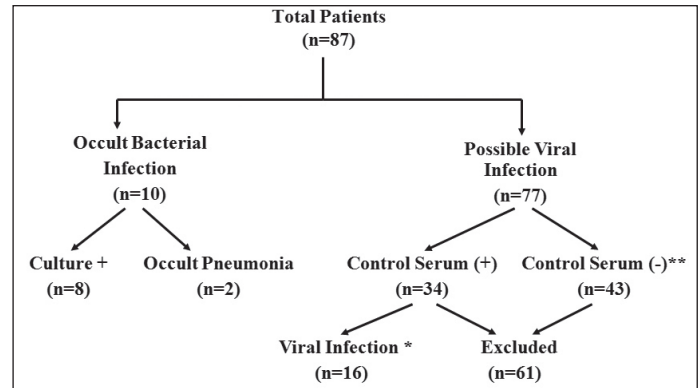 Total Patients
(n=87)
Occult Bacterial
Infection
(n=10)
Possible Viral
Infection
(n=77)
Culture +
(n=8)
Occult Pneumonia
(n=2)
Control Serum (+)
(n=34)
Control Serum (-)**
(n=43)
Viral Infection *
(n=16)
Excluded
(n=61)